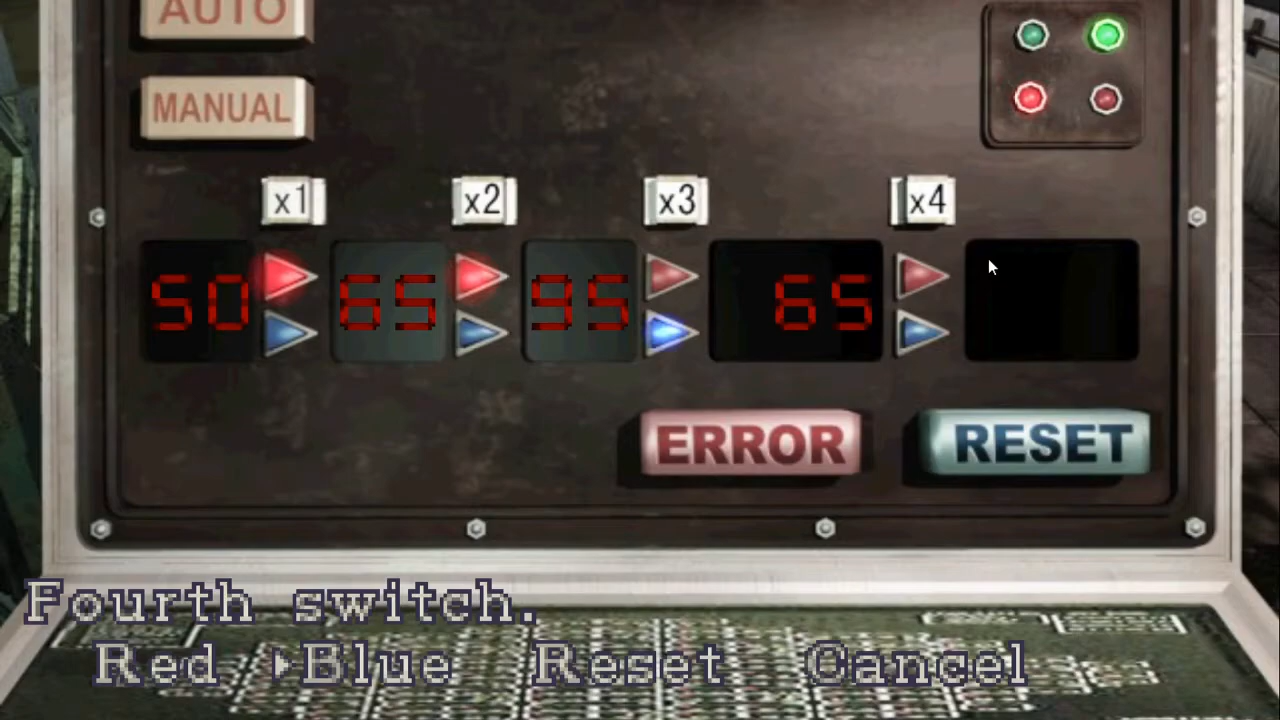 AUTO
MANUAL
x1 x2 x3 x4
50 65 95 65
ERROR RESET
Fourth switch.
Red Blue Reset Cancel